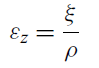 ε_z = ξ/ρ